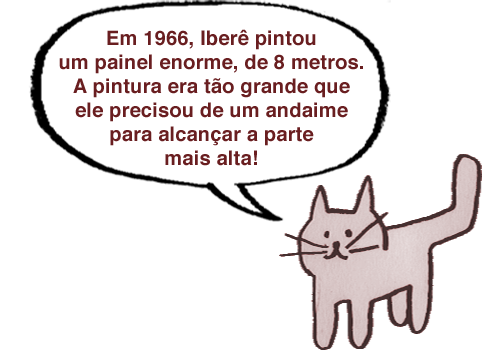 Em 1966, Iberê pintou
um painel enorme, de 8 metros.
A pintura era tão grande que
ele precisou de um andaime
para alcançar a parte
mais alta!